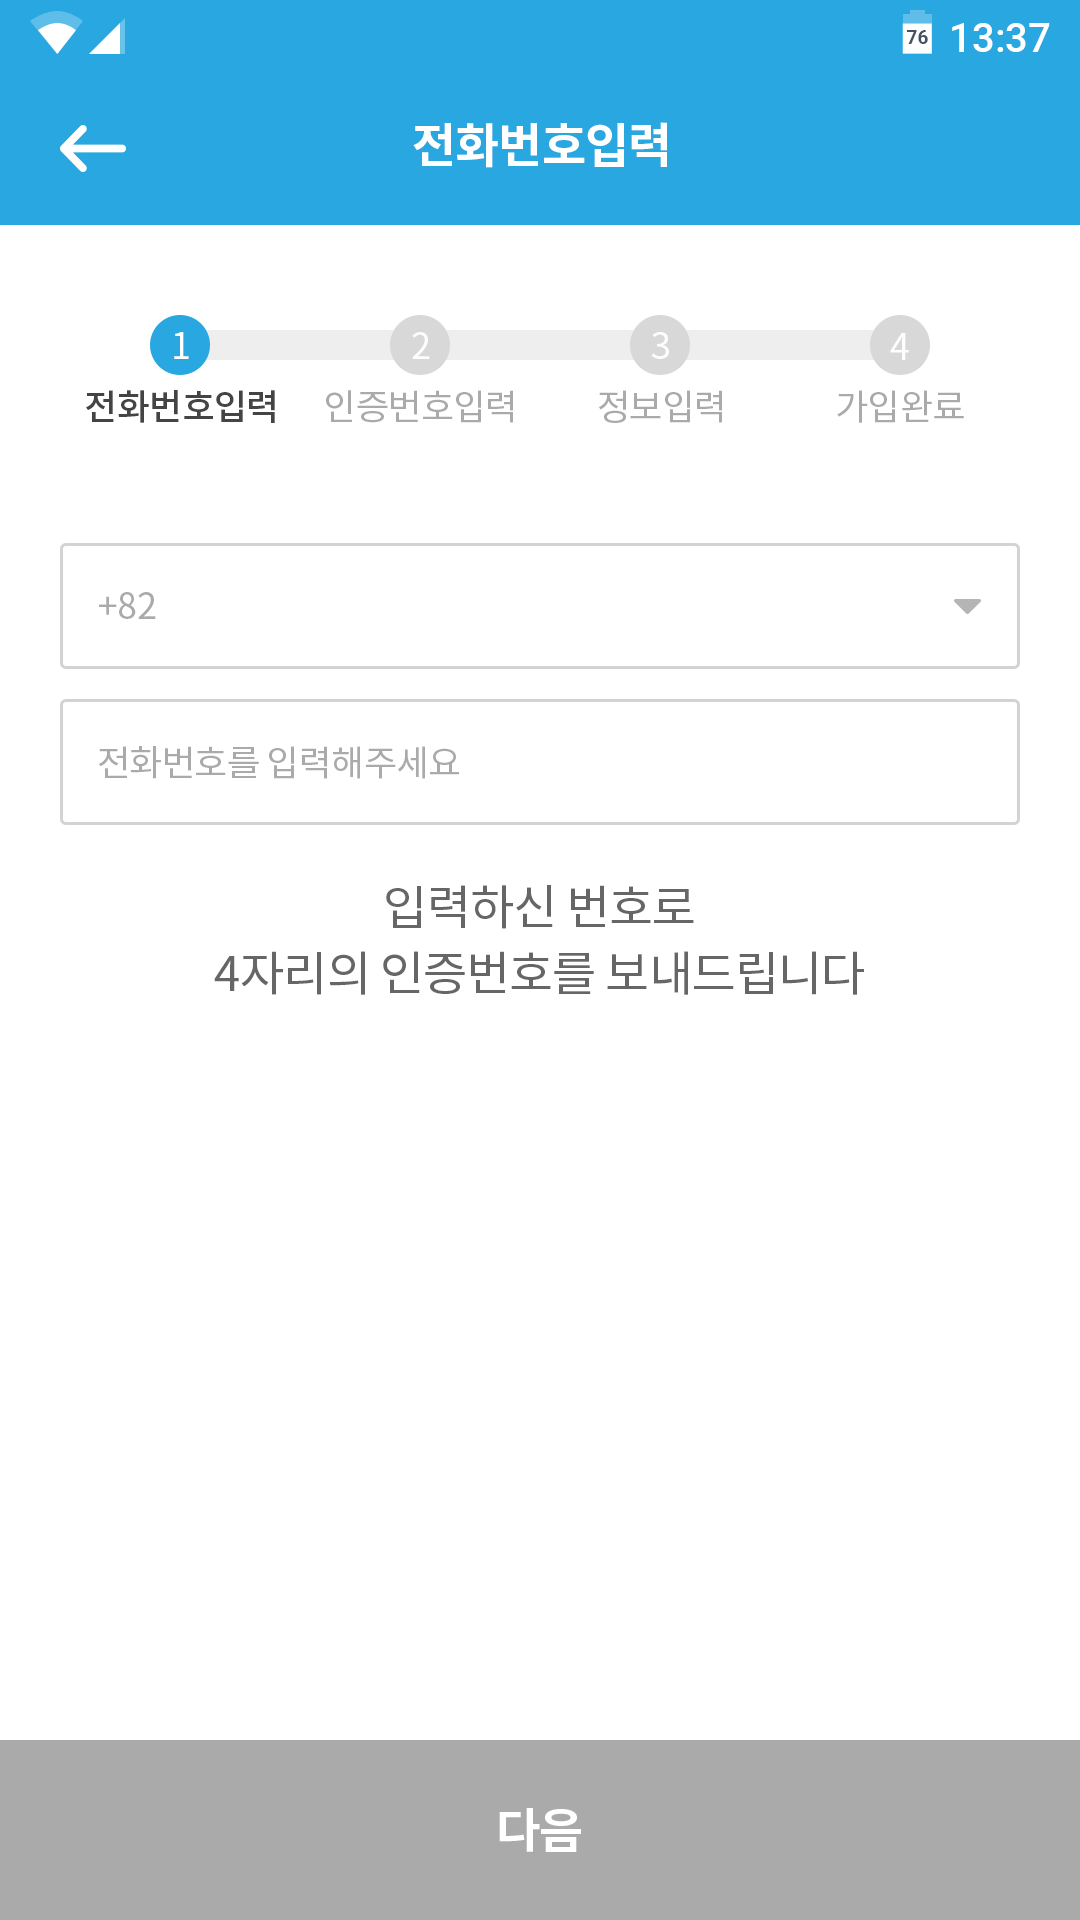 76 13:37
전화번호입력
1 2 3 4
전화번호입력 인증번호입력 정보입력 가입완료
+82
전화번호를 입력해주세요
입력하신 번호로
4자리의 인증번호를 보내드립니다
다음